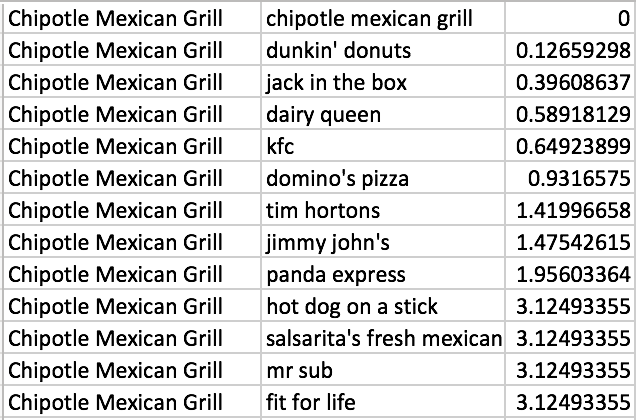 Chipotle Mexican Grill chipotle mexican grill 0
Chipotle Mexican Grill dunkin' donuts 0.12659298
Chipotle Mexican Grill jack in the box 0.39608637
Chipotle Mexican Grill dairy queen 0.58918129
Chipotle Mexican Grill kfc 0.64923899
Chipotle Mexican Grill domino's pizza 0.9316575
Chipotle Mexican Grill tim hortons 1.41996658
Chipotle Mexican Grill jimmy john's 1.47542615
Chipotle Mexican Grill panda express 1.95603364
Chipotle Mexican Grill hot dog on a stick 3.12493355
Chipotle Mexican Grill salsarita's fresh mexican 3.12493355
Chipotle Mexican Grill mr sub 3.12493355
Chipotle Mexican Grill fit for life 3.12493355